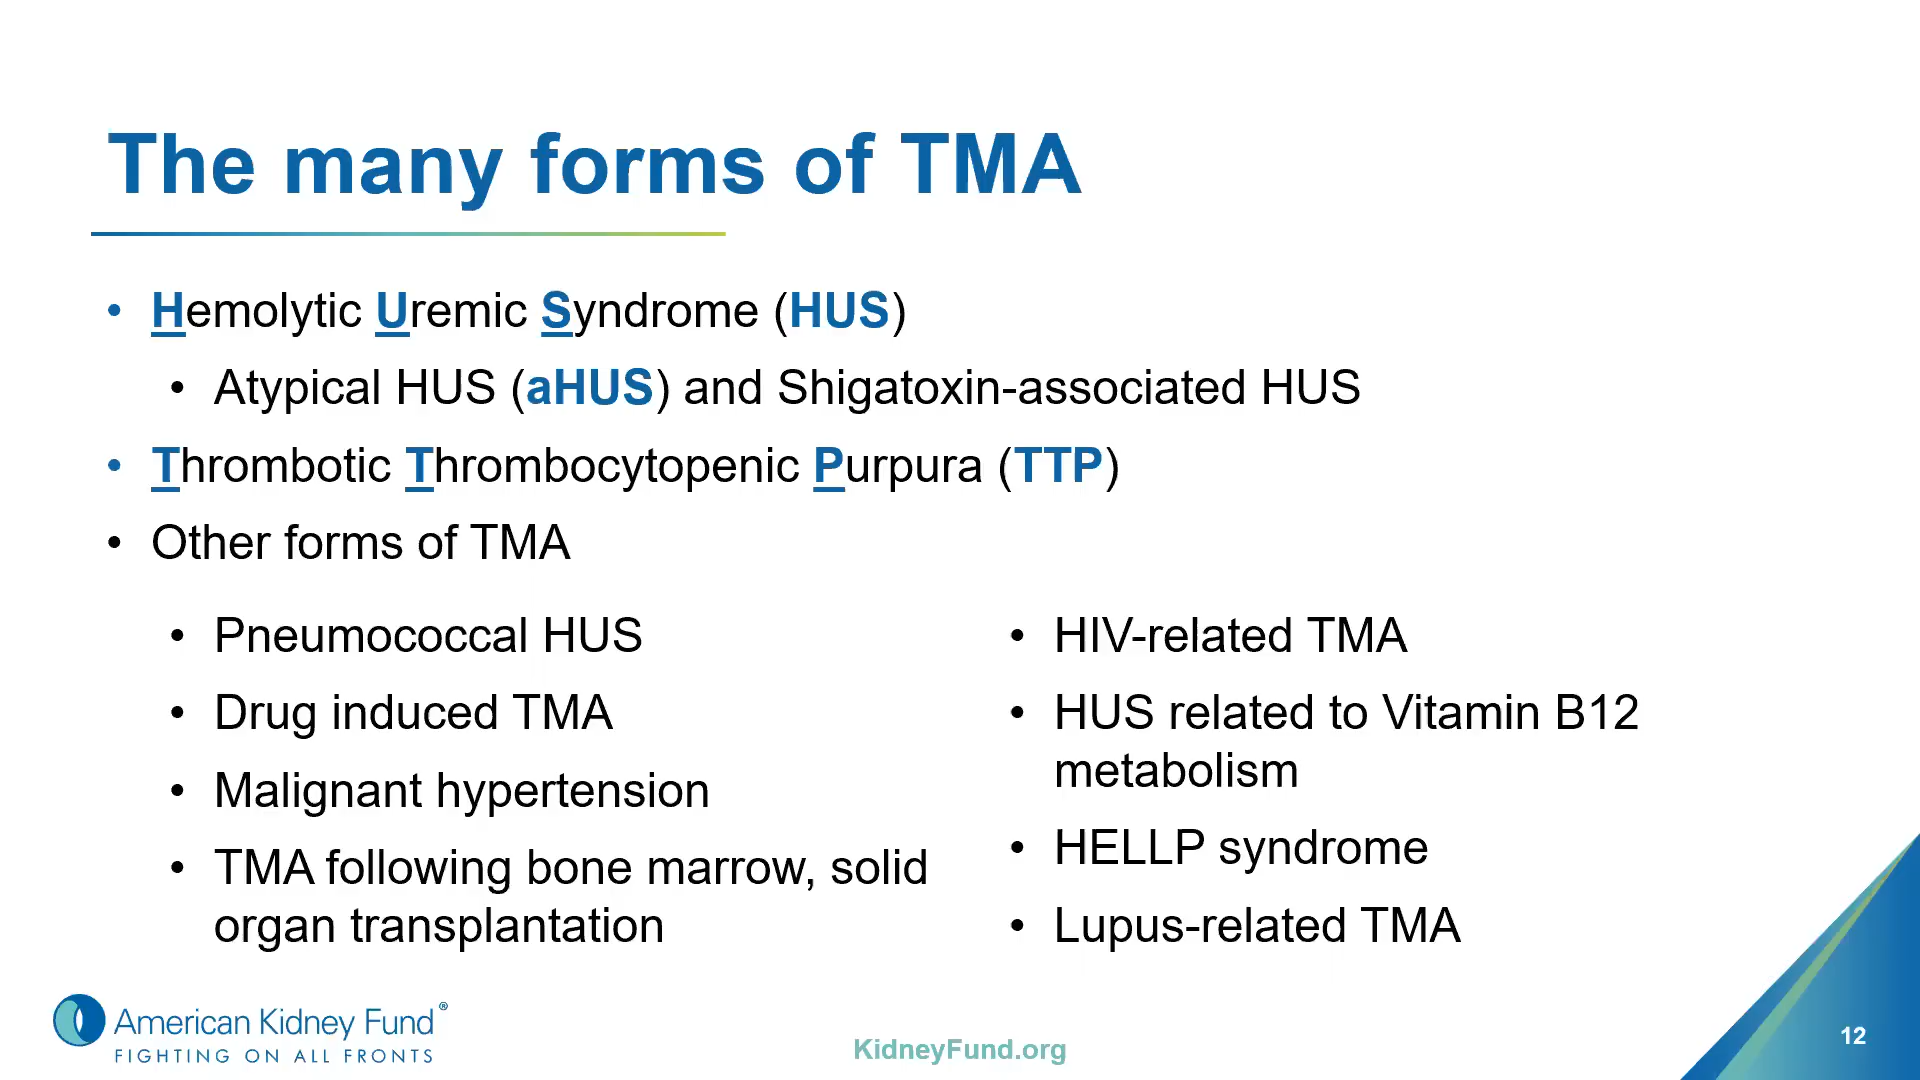 The many forms of TMA
• Hemolytic Uremic Syndrome (HUS)
• Atypical HUS (aHUS) and Shigatoxin-associated HUS
• Thrombotic Thrombocytopenic Purpura (TTP)
• Other forms of TMA
• Pneumococcal HUS
• Drug induced TMA
• Malignant hypertension
• TMA following bone marrow, solid
organ transplantation
• HIV-related TMA
• HUS related to Vitamin B12
metabolism
• HELLP syndrome
• Lupus-related TMA
American Kidney Fund®
FIGHTING ON ALL FRONTS
KidneyFund.org
12